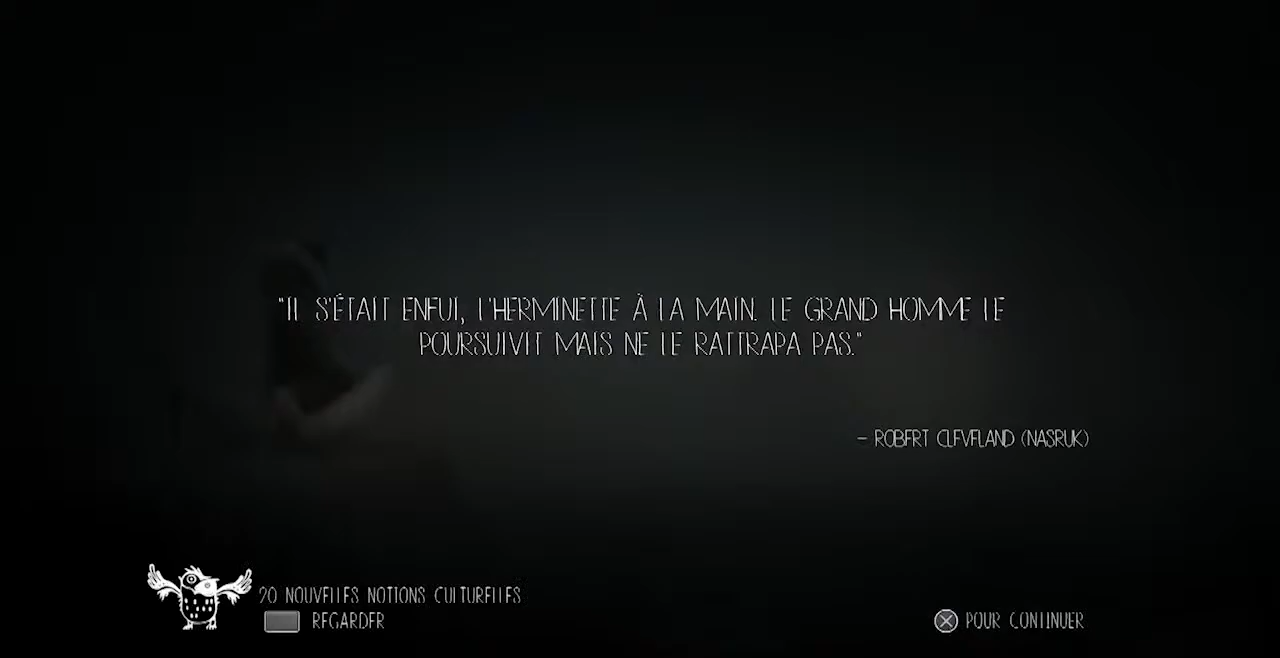 "IL S'ÉTAIT ENFUI, L'HERMINETTE À LA MAIN. LE GRAND HOMME LE
POURSUIVIT MAIS NE LE RATTRAPA PAS."
- ROBERT CLEVELAND (NASRUK)
20 NOUVELLES NOTIONS CULTURELLES
REGARDER
POUR CONTINUER